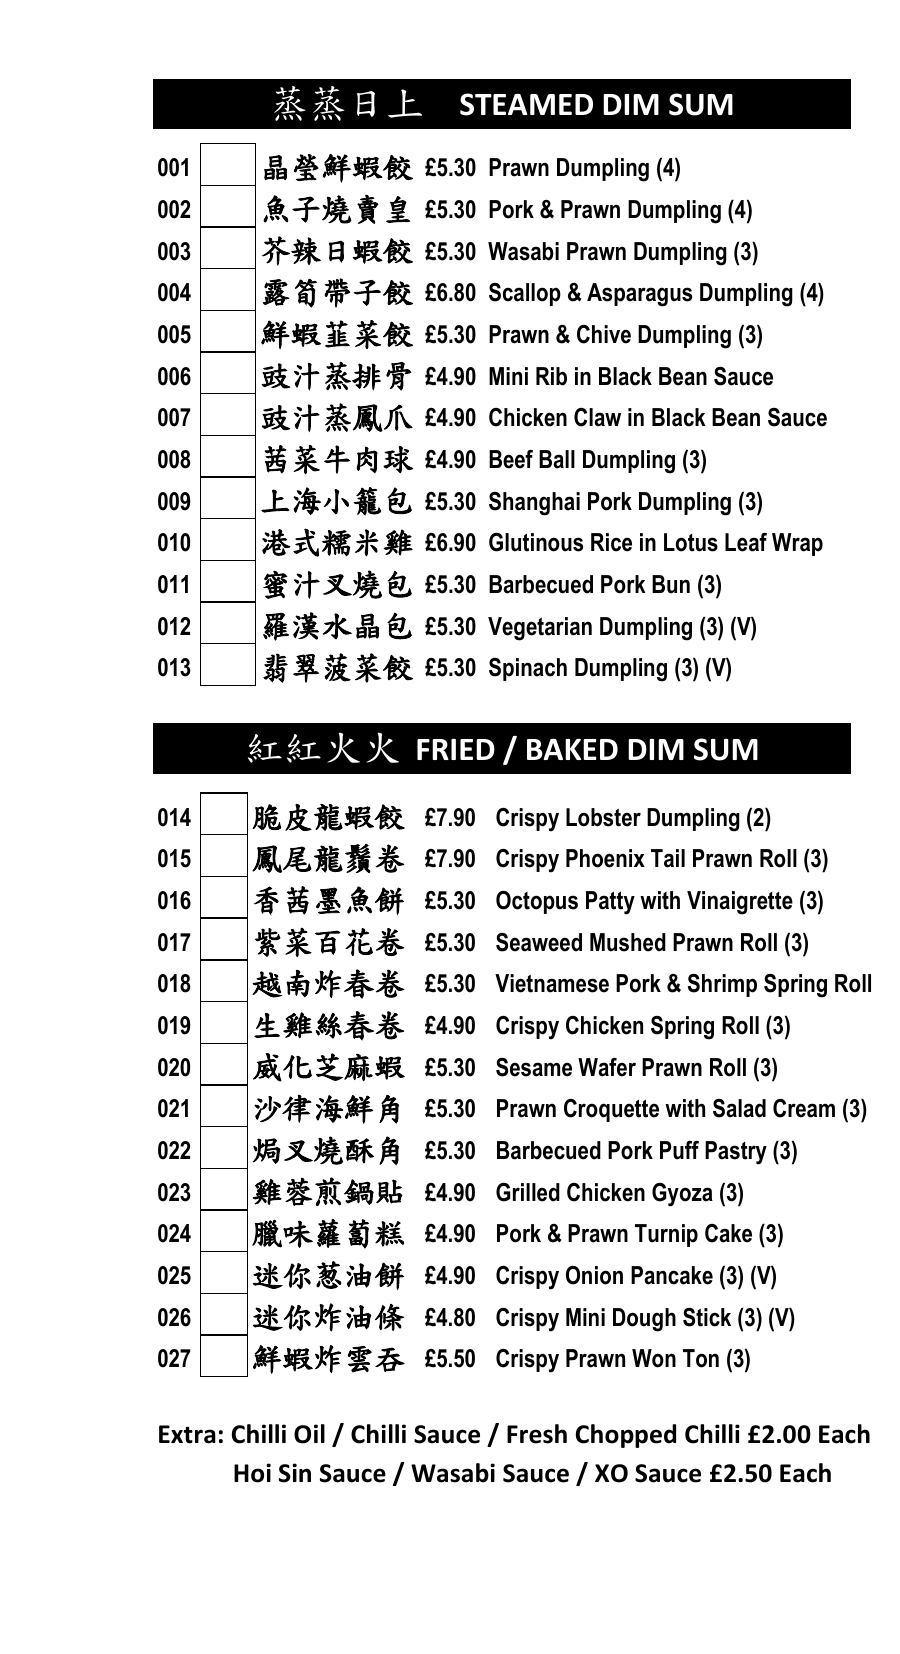 蒸蒸日上 STEAMED DIM SUM
001 晶瑩鮮蝦餃 £5.30 Prawn Dumpling (4)
002 魚子燒賣皇 £5.30 Pork & Prawn Dumpling (4)
003 芥辣日蝦餃 £5.30 Wasabi Prawn Dumpling (3)
004 露筍帶子餃 £6.80 Scallop & Asparagus Dumpling (4)
005 鮮蝦韮菜餃 £5.30 Prawn & Chive Dumpling (3)
006 豉汁蒸排骨 £4.90 Mini Rib in Black Bean Sauce
007 豉汁蒸鳳爪 £4.90 Chicken Claw in Black Bean Sauce
008 茜菜牛肉球 £4.90 Beef Ball Dumpling (3)
009 上海小籠包 £5.30 Shanghai Pork Dumpling (3)
010 港式糯米雞 £6.90 Glutinous Rice in Lotus Leaf Wrap
011 蜜汁叉燒包 £5.30 Barbecued Pork Bun (3)
012 羅漢水晶包 £5.30 Vegetarian Dumpling (3) (V)
013 翡翠菠菜餃 £5.30 Spinach Dumpling (3) (V)
紅紅火火 FRIED / BAKED DIM SUM
014 脆皮龍蝦餃 £7.90 Crispy Lobster Dumpling (2)
015 鳳尾龍鬚卷 £7.90 Crispy Phoenix Tail Prawn Roll (3)
016 香茜墨魚餅 £5.30 Octopus Patty with Vinaigrette (3)
017 紫菜百花卷 £5.30 Seaweed Mushed Prawn Roll (3)
018 越南炸春卷 £5.30 Vietnamese Pork & Shrimp Spring Roll
019 生雞絲春卷 £4.90 Crispy Chicken Spring Roll (3)
020 威化芝麻蝦 £5.30 Sesame Wafer Prawn Roll (3)
021 沙律海鮮角 £5.30 Prawn Croquette with Salad Cream (3)
022 焗叉燒酥角 £5.30 Barbecued Pork Puff Pastry (3)
023 雞蓉煎鍋貼 £4.90 Grilled Chicken Gyoza (3)
024 臘味蘿蔔糕 £4.90 Pork & Prawn Turnip Cake (3)
025 迷你葱油餅 £4.90 Crispy Onion Pancake (3) (V)
026 迷你炸油條 £4.80 Crispy Mini Dough Stick (3) (V)
027 鮮蝦炸雲吞 £5.50 Crispy Prawn Won Ton (3)
Extra: Chilli Oil / Chilli Sauce / Fresh Chopped Chilli £2.00 Each
Hoi Sin Sauce / Wasabi Sauce / XO Sauce £2.50 Each